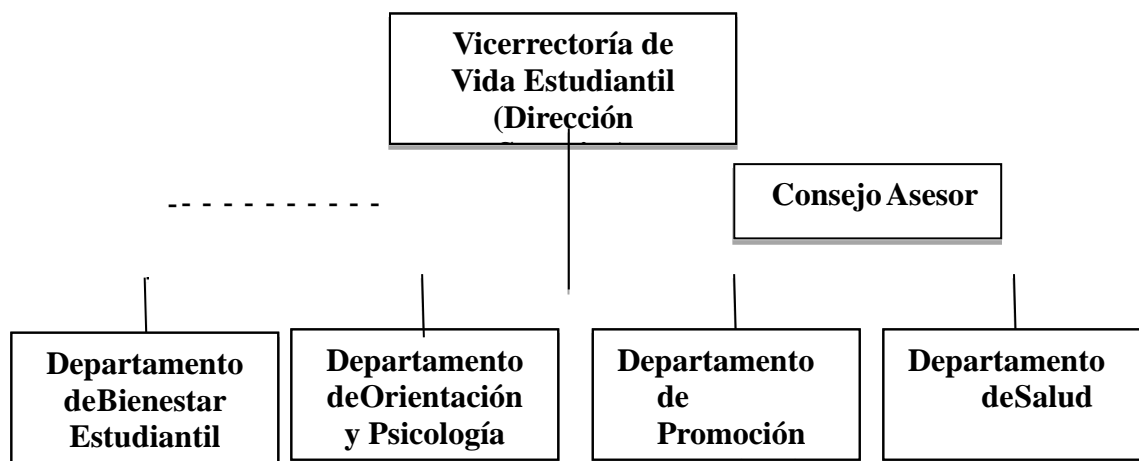 Vicerrectoría de
Vida Estudiantil
(Dirección
Consejo Asesor
Departamento
deBienestar
Estudiantil
Departamento
deOrientación
y Psicología
Departamento
de
Promoción
Departamento
deSalud